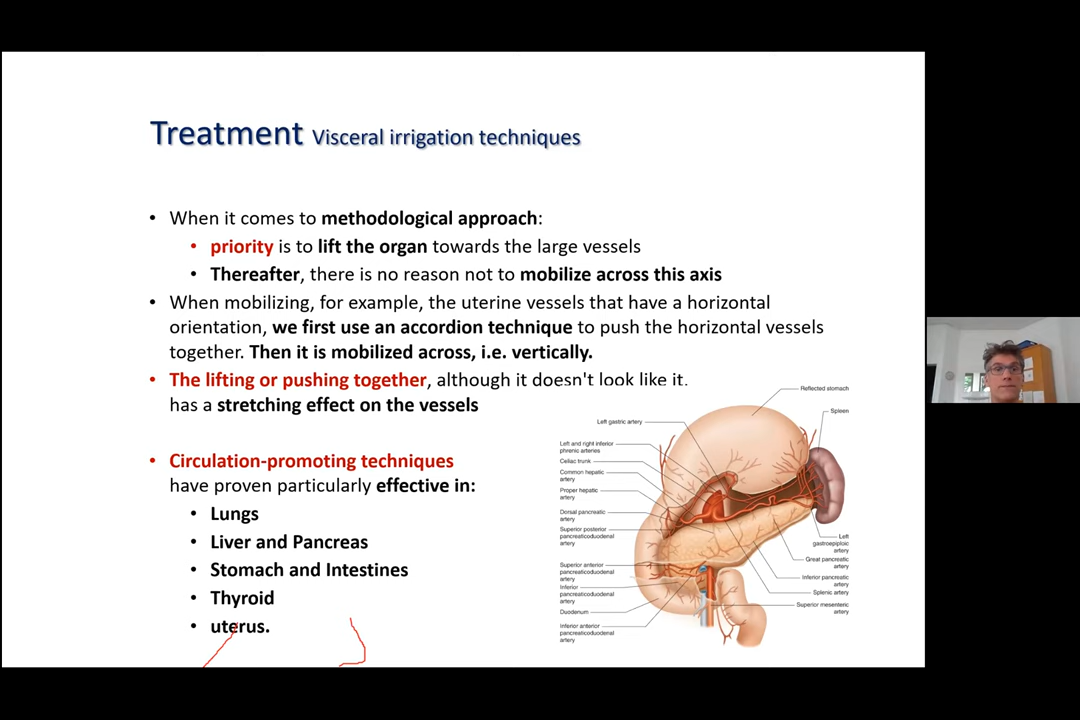 Treatment Visceral irrigation techniques
• When it comes to methodological approach:
• priority is to lift the organ towards the large vessels
• Thereafter, there is no reason not to mobilize across this axis
• When mobilizing, for example, the uterine vessels that have a horizontal
orientation, we first use an accordion technique to push the horizontal vessels
together. Then it is mobilized across, i.e. vertically.
• The lifting or pushing together, although it doesn't look like it,
has a stretching effect on the vessels
• Circulation-promoting techniques
have proven particularly effective in:
• Lungs
• Liver and Pancreas
• Stomach and Intestines
• Thyroid
• uterus.
Reflected stomach
Spleen
Left gastric artery
Left and right inferior
phrenic arteries
Celiac trunk
Common hepatic
artery
Proper hepatic
artery
Dorsal pancreatic
artery
Superior posterior
pancreaticoduodenal
artery
Superior anterior
pancreaticoduodenal
artery
Inferior
pancreaticoduodenal
artery
Duodenum
Inferior anterior
pancreaticoduodenal
artery
Left
gastroepiploic
artery
Great pancreatic
artery
Inferior pancreatic
artery
Splenic artery
Superior mesenteric
artery